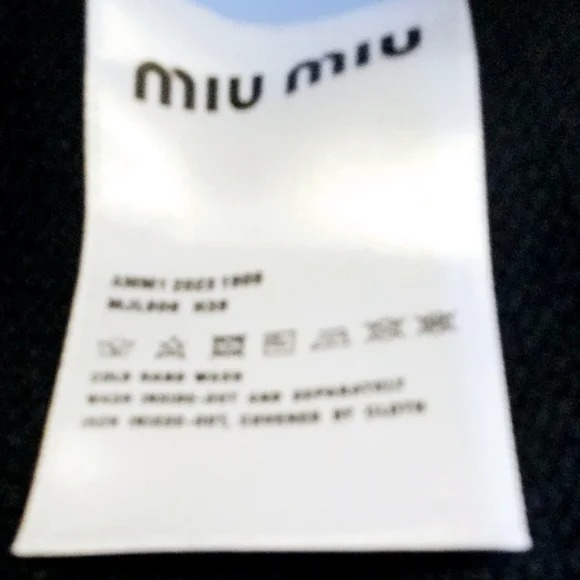 miu miu
COLD HAND WASH
WASH INSIDE-OUT AND SEPARATELY
IRON INSIDE-OUT, COVERED BY CLOTH